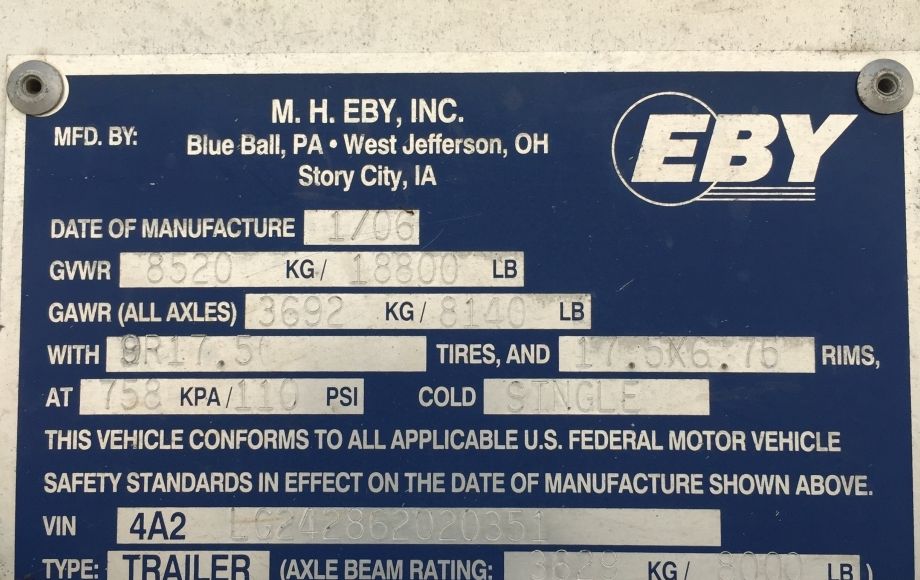 M. H. EBY, INC.
MFD. BY: Blue Ball, PA • West Jefferson, OH
Story City, IA
EBY
DATE OF MANUFACTURE 1/06
GVWR 8520 KG/ 18800 LB
GAWR (ALL AXLES) 3692 KG/ 8140 LB
WITH 9R17.5 TIRES, AND 17.5X6.75 RIMS,
AT 758 KPA/ 110 PSI COLD SINGLE
THIS VEHICLE CONFORMS TO ALL APPLICABLE U.S. FEDERAL MOTOR VEHICLE
SAFETY STANDARDS IN EFFECT ON THE DATE OF MANUFACTURE SHOWN ABOVE.
VIN 4A2 LG242862020351
TYPE: TRAILER (AXLE BEAM RATING: 3629 KG/ 8000 LB)